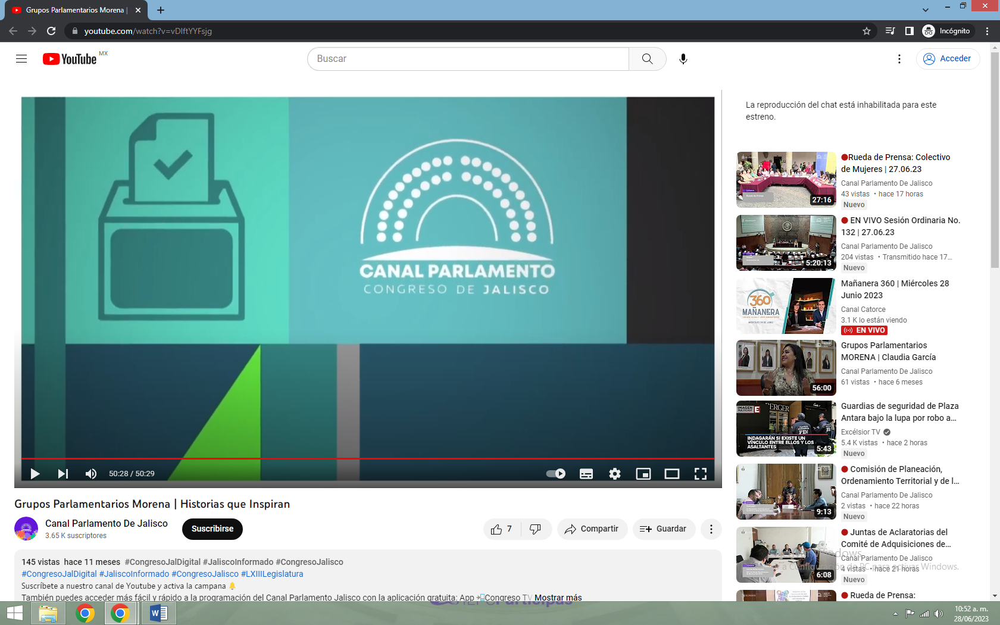 Grupos Parlamentarios Morena |
youtube.com/watch?v=vDIftYYFsjg
Incógnito
YouTube MX
Buscar
Acceder
CANAL PARLAMENTO
CONGRESO DE JALISCO
50:28 / 50:29
Grupos Parlamentarios Morena | Historias que Inspiran
Canal Parlamento De Jalisco
3.65 K suscriptores
Suscribirse
7
Compartir
Guardar
145 vistas hace 11 meses #CongresoJalDigital #JaliscoInformado #CongresoJalisco
#CongresoJalDigital #JaliscoInformado #CongresoJalisco #LXIIILegislatura
Suscríbete a nuestro canal de Youtube y activa la campana 🔔
También puedes acceder más fácil y rápido a la programación del Canal Parlamento Jalisco con la aplicación gratuita: App 📲Congreso TV Mostrar más
La reproducción del chat está inhabilitada para este
estreno.
27:16
🔴Rueda de Prensa: Colectivo
de Mujeres | 27.06.23
Canal Parlamento De Jalisco
43 vistas • hace 17 horas
Nuevo
5:20:13
🔴 EN VIVO Sesión Ordinaria No.
132 | 27.06.23
Canal Parlamento De Jalisco
204 vistas • Transmitido hace 17...
Nuevo
360
MAÑANERA
Mañanera 360 | Miércoles 28
Junio 2023
Canal Catorce
3.1 K lo están viendo
EN VIVO
56:00
Grupos Parlamentarios
MORENA | Claudia García
Canal Parlamento De Jalisco
61 vistas • hace 6 meses
IMAGEN
MULTICAST
BERGER
PDI
INDAGARÁN SI EXISTE UN
VÍNCULO ENTRE ELLOS Y LOS
ASALTANTES
5:43
Guardias de seguridad de Plaza
Antara bajo la lupa por robo a...
Excélsior TV
5.4 K vistas • hace 2 horas
Nuevo
9:13
🔴 Comisión de Planeación,
Ordenamiento Territorial y de l...
Canal Parlamento De Jalisco
2 vistas • hace 22 horas
Nuevo
6:08
🔴 Juntas de Aclaratorias del
Comité de Adquisiciones de...
Canal Parlamento De Jalisco
4 vistas • hace 21 horas
Nuevo
🔴 Rueda de Prensa:
Participas
10:52 a. m.
28/06/2023